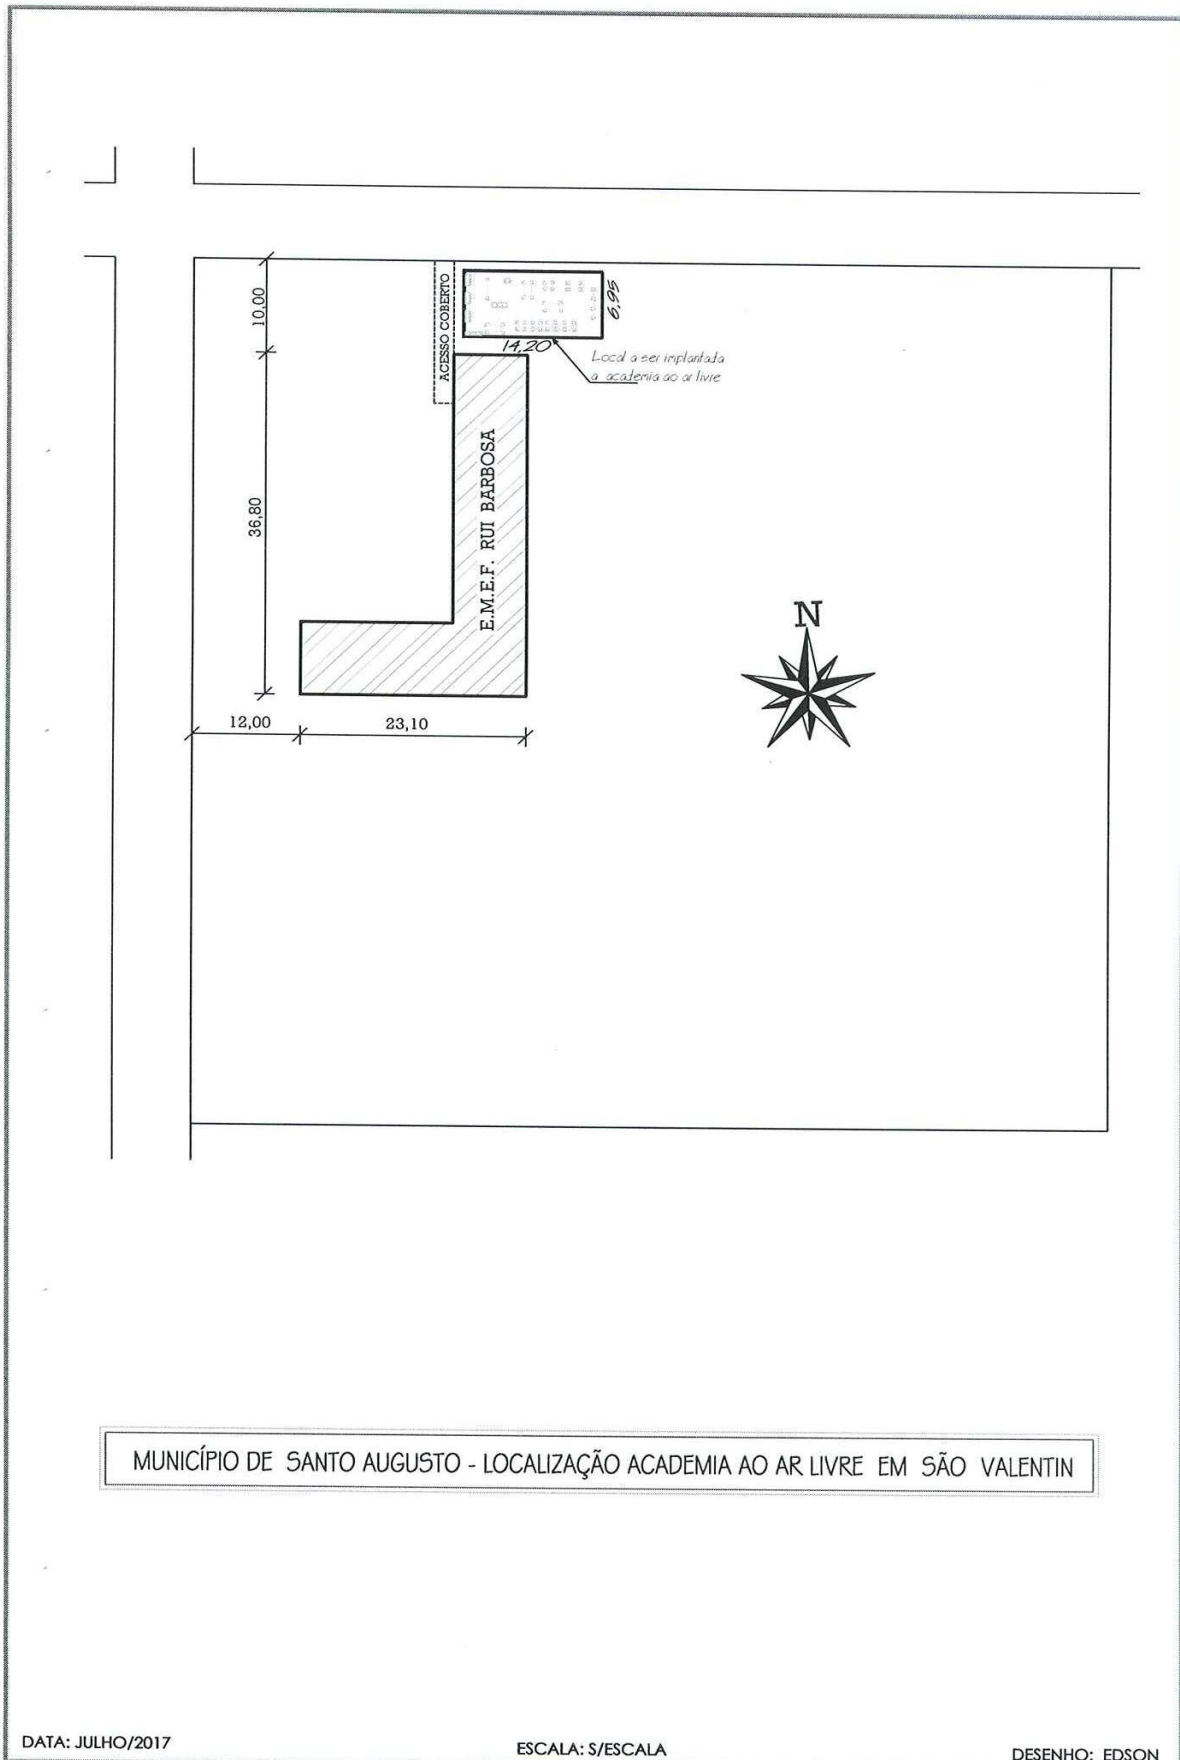 10,00
ACESSO COBERTO
6,95
14,20
Local a ser implantada
a academia ao ar livre
36,80
E.M.E.F. RUI BARBOSA
N
12,00
23,10
MUNICÍPIO DE SANTO AUGUSTO - LOCALIZAÇÃO ACADEMIA AO AR LIVRE EM SÃO VALENTIN
DATA: JULHO/2017
ESCALA: S/ESCALA
DESENHO: EDSON